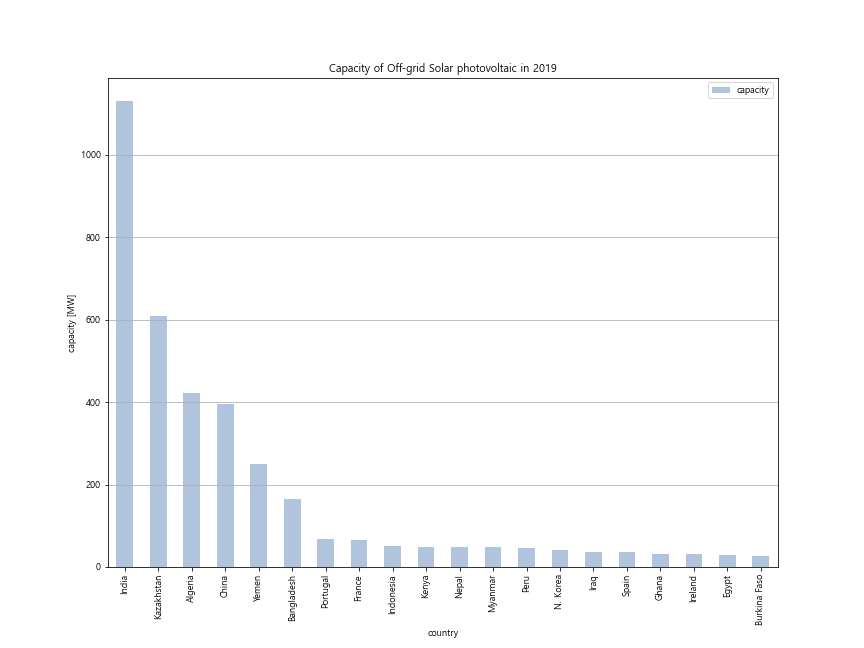 Capacity of Off-grid Solar photovoltaic in 2019
capacity
1000
800
600
400
200
0
capacity [MW]
India
Kazakhstan
Algeria
China
Yemen
Bangladesh
Portugal
France
Indonesia
Kenya
Nepal
Myanmar
Peru
N. Korea
Iraq
Spain
Ghana
Ireland
Egypt
Burkina Faso
country